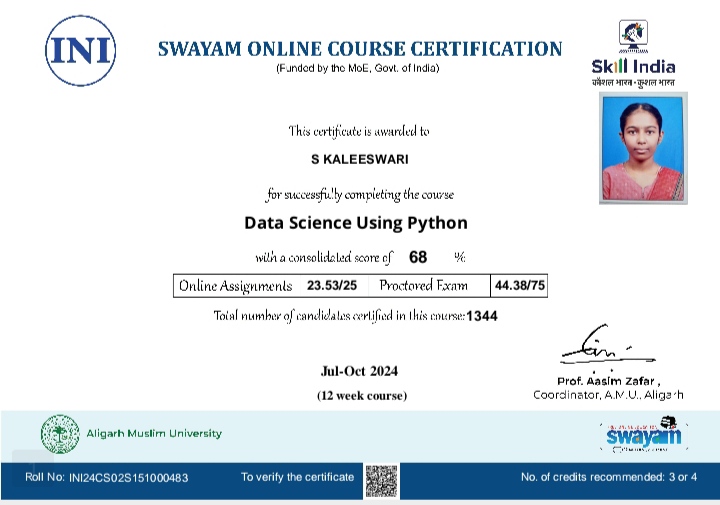 INI
SWAYAM ONLINE COURSE CERTIFICATION
(Funded by the MoE, Govt. of India)
Skill India
कौशल भारत - कुशल भारत
This certificate is awarded to
S KALEESWARI
for successfully completing the course
Data Science Using Python
with a consolidated score of 68 %
Online Assignments 23.53/25 Proctored Exam 44.38/75
Total number of candidates certified in this course:1344
Jul-Oct 2024
(12 week course)
Prof. Aasim Zafar ,
Coordinator, A.M.U., Aligarh
Aligarh Muslim University
swayam
Roll No: INI24CS02S151000483
To verify the certificate
No. of credits recommended: 3 or 4